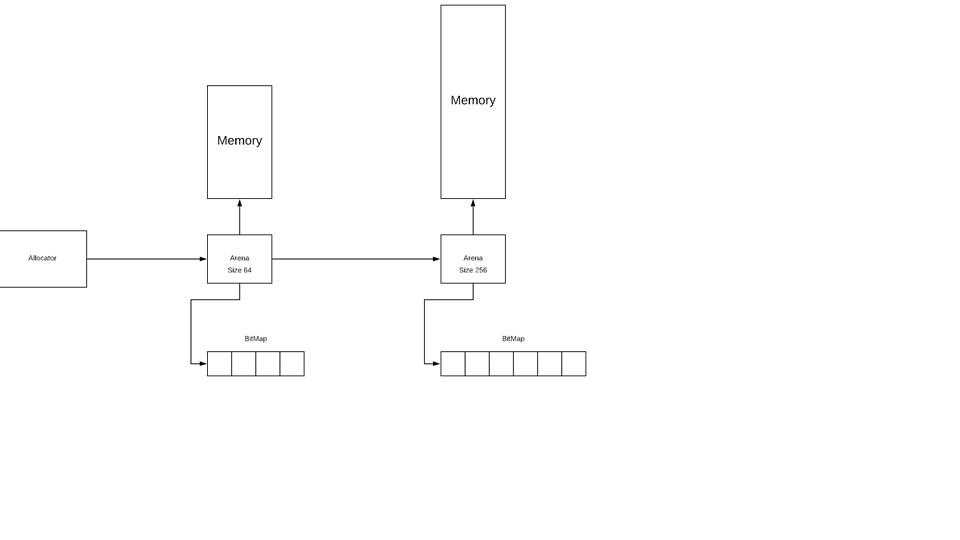 Memory
Memory
Allocator
Arena
Size 64
Arena
Size 256
BitMap
BitMap